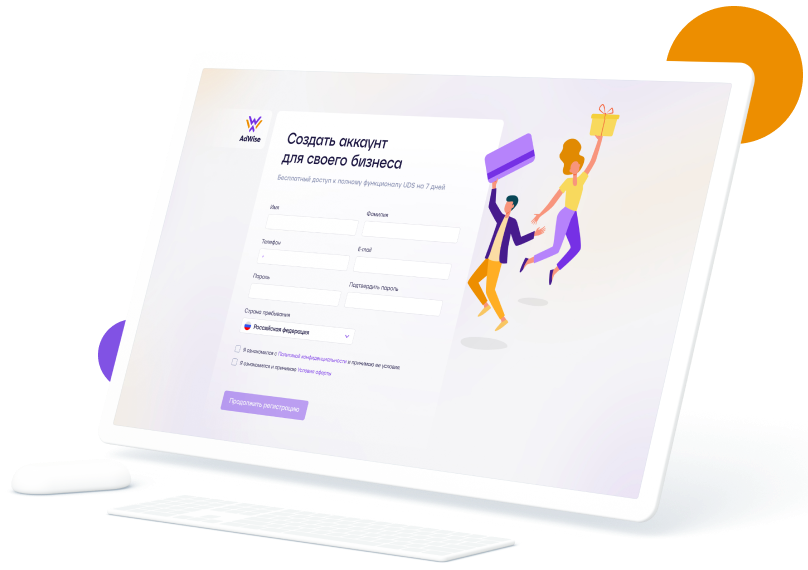 AdWise
Создать аккаунт
для своего бизнеса
Бесплатный доступ к полному функционалу UDS на 7 дней
Имя
Фамилия
Телефон
E-mail
+
Пароль
Подтвердить пароль
Страна требывания
Российская федерация
Я ознакомился с Политикой конфиденциальности и принимаю ее условия
Я ознакомился и принимаю Условия оферты
Продолжить регистрацию